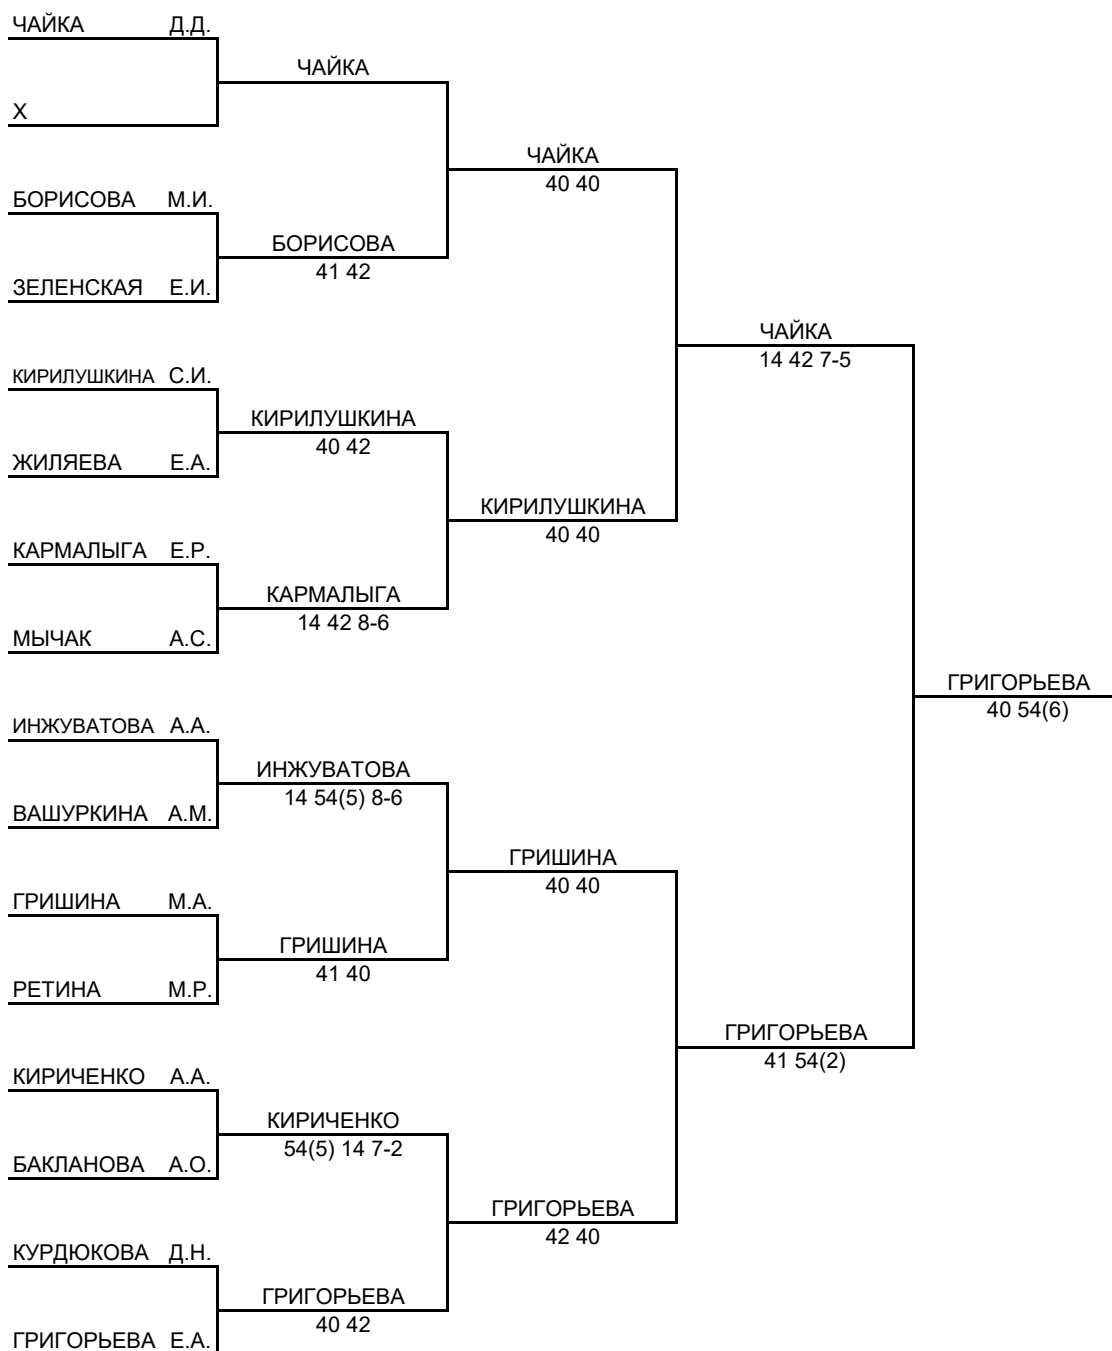 ЧАЙКА Д.Д.
ЧАЙКА
X
ЧАЙКА
40 40
БОРИСОВА М.И.
БОРИСОВА
41 42
ЗЕЛЕНСКАЯ Е.И.
ЧАЙКА
14 42 7-5
КИРИЛУШКИНА С.И.
КИРИЛУШКИНА
40 42
ЖИЛЯЕВА Е.А.
КИРИЛУШКИНА
40 40
КАРМАЛЫГА Е.Р.
КАРМАЛЫГА
14 42 8-6
МЫЧАК А.С.
ГРИГОРЬЕВА
40 54(6)
ИНЖУВАТОВА А.А.
ИНЖУВАТОВА
14 54(5) 8-6
ВАШУРКИНА А.М.
ГРИШИНА
40 40
ГРИШИНА М.А.
ГРИШИНА
41 40
РЕТИНА М.Р.
ГРИГОРЬЕВА
41 54(2)
КИРИЧЕНКО А.А.
КИРИЧЕНКО
54(5) 14 7-2
БАКЛАНОВА А.О.
ГРИГОРЬЕВА
42 40
КУРДЮКОВА Д.Н.
ГРИГОРЬЕВА
40 42
ГРИГОРЬЕВА Е.А.